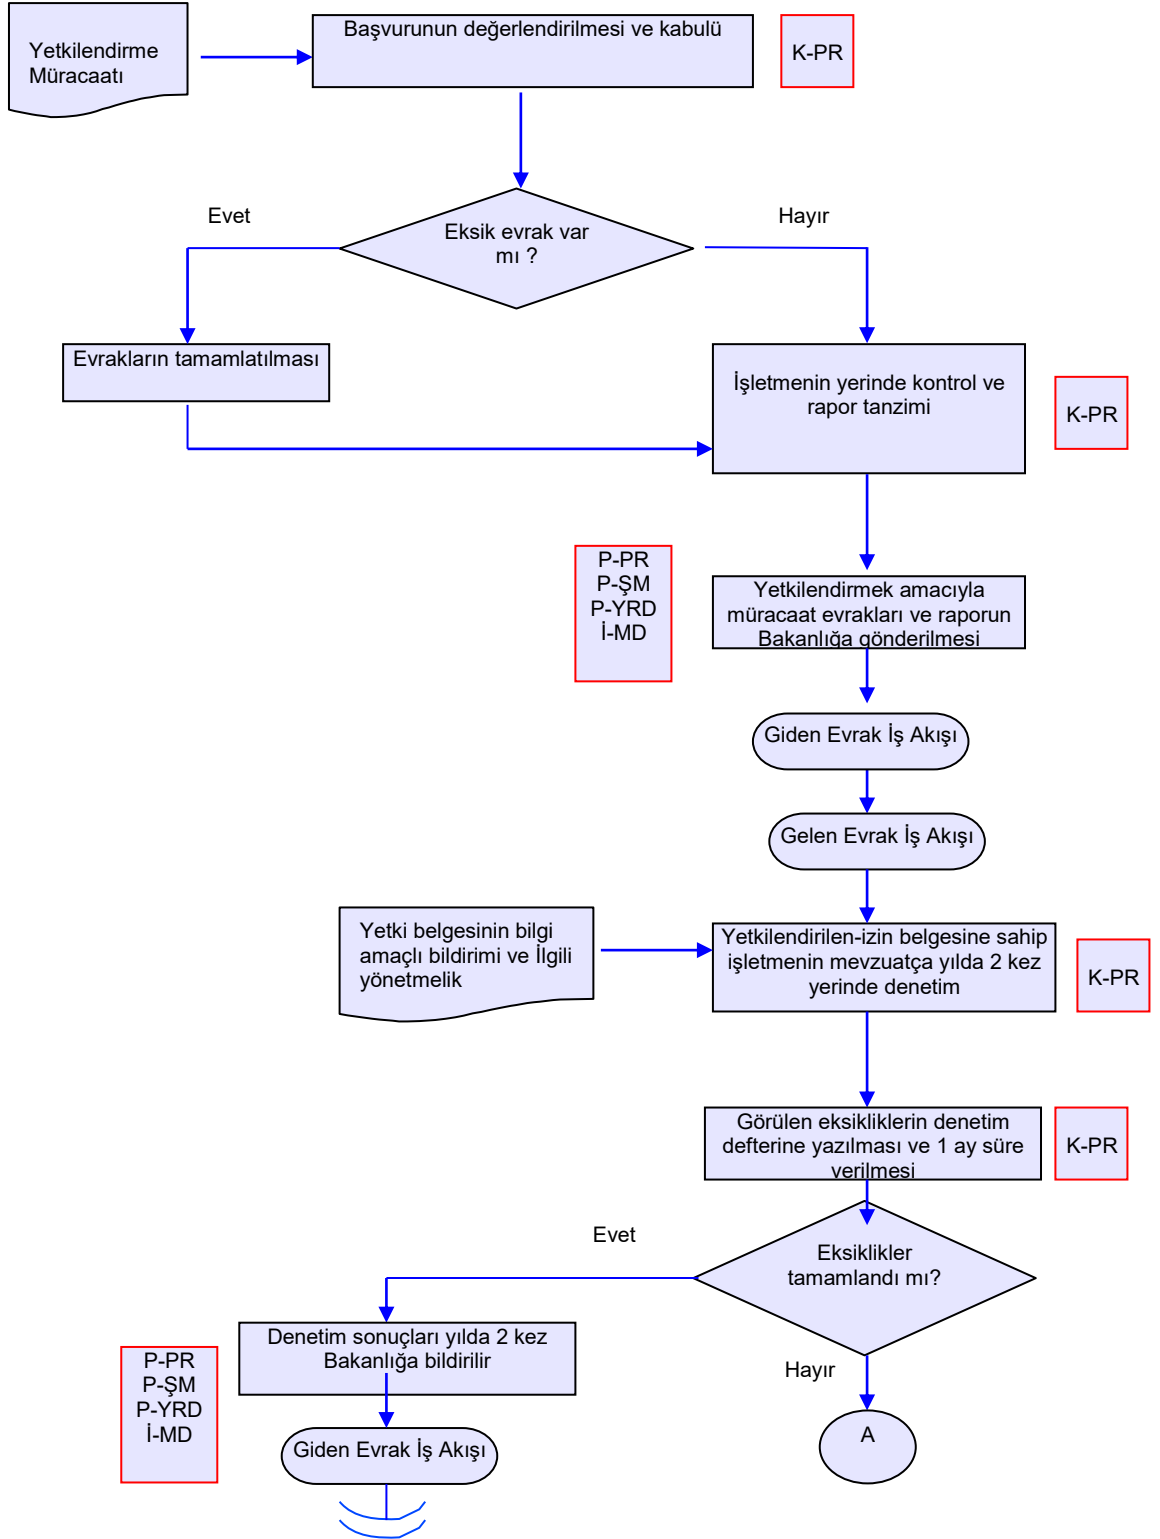 Yetkilendirme
Müracaatı
Başvurunun değerlendirilmesi ve kabulü
K-PR
Evet
Hayır
Eksik evrak var
mı ?
Evrakların tamamlatılması
İşletmenin yerinde kontrol ve
rapor tanzimi
K-PR
P-PR
P-ŞM
P-YRD
İ-MD
Yetkilendirmek amacıyla
müracaat evrakları ve raporun
Bakanlığa gönderilmesi
Giden Evrak İş Akışı
Gelen Evrak İş Akışı
Yetki belgesinin bilgi
amaçlı bildirimi ve İlgili
yönetmelik
Yetkilendirilen-izin belgesine sahip
işletmenin mevzuatça yılda 2 kez
yerinde denetim
K-PR
Görülen eksikliklerin denetim
defterine yazılması ve 1 ay süre
verilmesi
K-PR
Evet
Eksiklikler
tamamlandı mı?
Denetim sonuçları yılda 2 kez
Bakanlığa bildirilir
P-PR
P-ŞM
P-YRD
İ-MD
Hayır
A
Giden Evrak İş Akışı